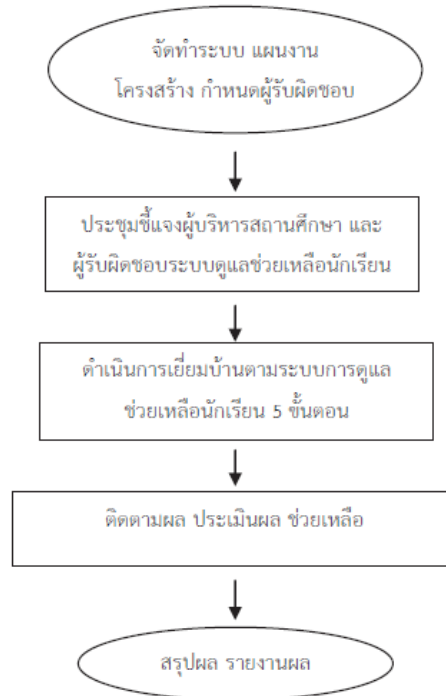 จัดทำระบบ แผนงาน
โครงสร้าง กำหนดผู้รับผิดชอบ
ประชุมชี้แจงผู้บริหารสถานศึกษา และ
ผู้รับผิดชอบระบบดูแลช่วยเหลือนักเรียน
ดำเนินการเยี่ยมบ้านตามระบบการดูแล
ช่วยเหลือนักเรียน 5 ขั้นตอน
ติดตามผล ประเมินผล ช่วยเหลือ
สรุปผล รายงานผล